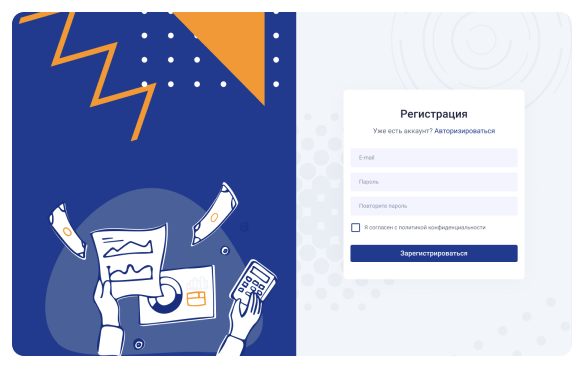 Регистрация
Уже есть аккаунт? Авторизироваться
E-mail
Пароль
Повторите пароль
Я согласен с политикой конфиденциальности
Зарегистрироваться